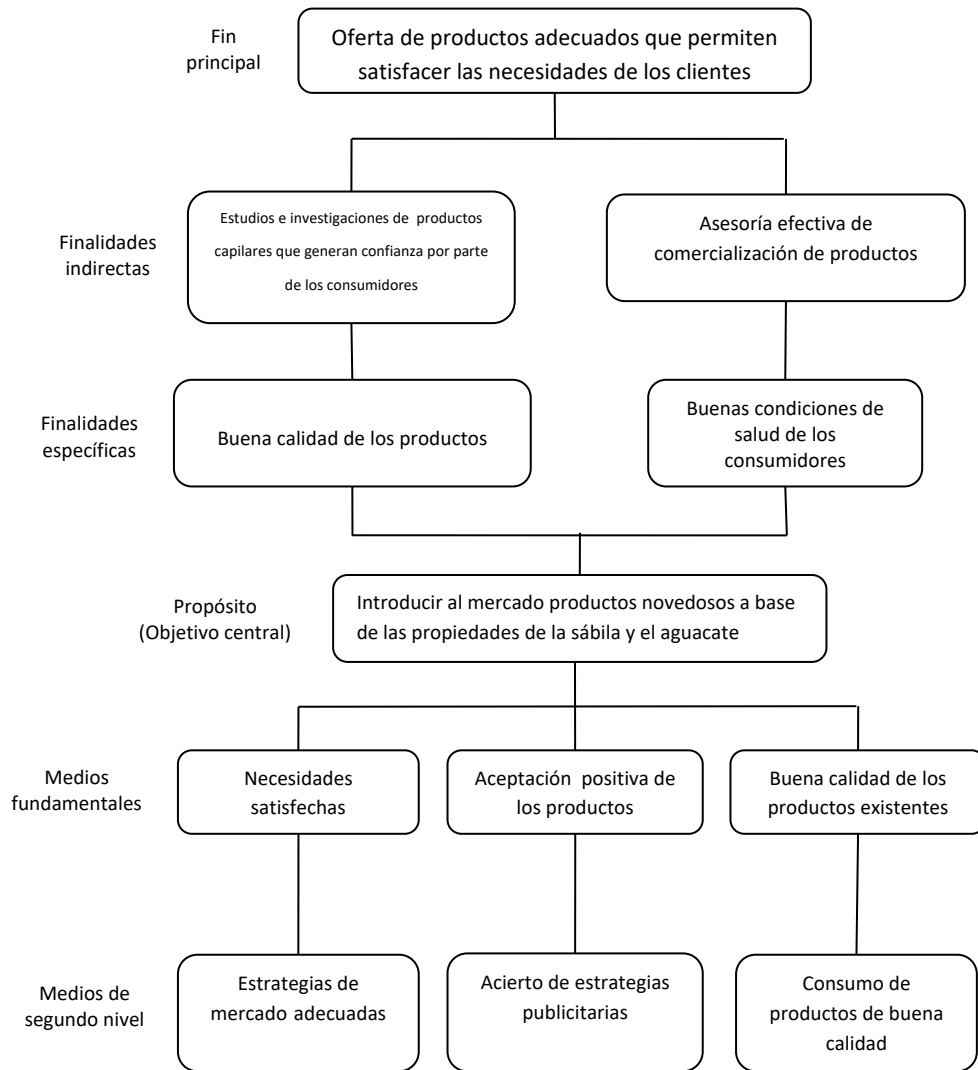 Fin
principal
Oferta de productos adecuados que permiten
satisfacer las necesidades de los clientes
Finalidades
indirectas
Estudios e investigaciones de productos
capilares que generan confianza por parte
de los consumidores
Asesoría efectiva de
comercialización de productos
Finalidades
específicas
Buena calidad de los productos
Buenas condiciones de
salud de los
consumidores
Propósito
(Objetivo central)
Introducir al mercado productos novedosos a base
de las propiedades de la sábila y el aguacate
Medios
fundamentales
Necesidades
satisfechas
Aceptación positiva de
los productos
Buena calidad de los
productos existentes
Medios de
segundo nivel
Estrategias de
mercado adecuadas
Acierto de estrategias
publicitarias
Consumo de
productos de buena
calidad